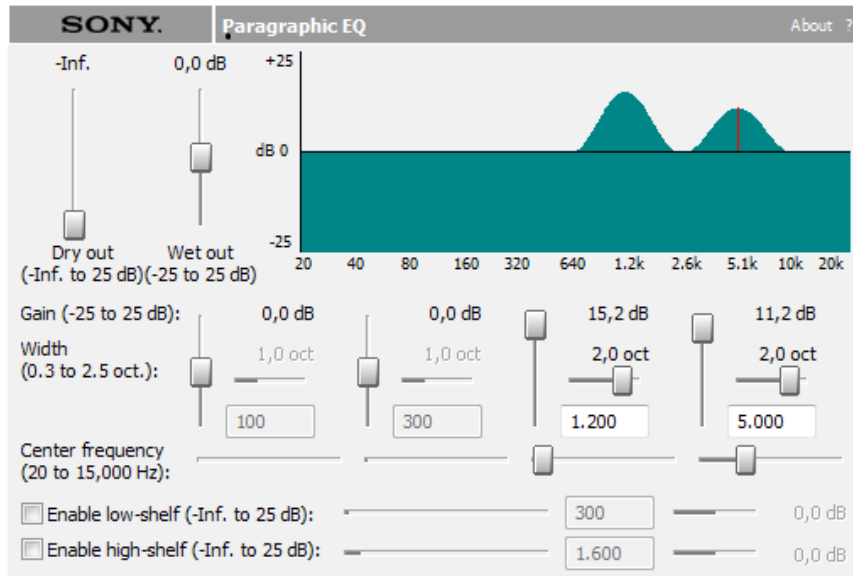 SONY. Paragraphic EQ About ?
-Inf. 0,0 dB +25
dB 0
-25
Dry out Wet out
(-Inf. to 25 dB)(-25 to 25 dB)
20 40 80 160 320 640 1.2k 2.6k 5.1k 10k 20k
Gain (-25 to 25 dB): 0,0 dB 0,0 dB 15,2 dB 11,2 dB
Width
(0.3 to 2.5 oct.): 1,0 oct 1,0 oct 2,0 oct 2,0 oct
100 300 1.200 5.000
Center frequency
(20 to 15,000 Hz):
Enable low-shelf (-Inf. to 25 dB): 300 0,0 dB
Enable high-shelf (-Inf. to 25 dB): 1.600 0,0 dB